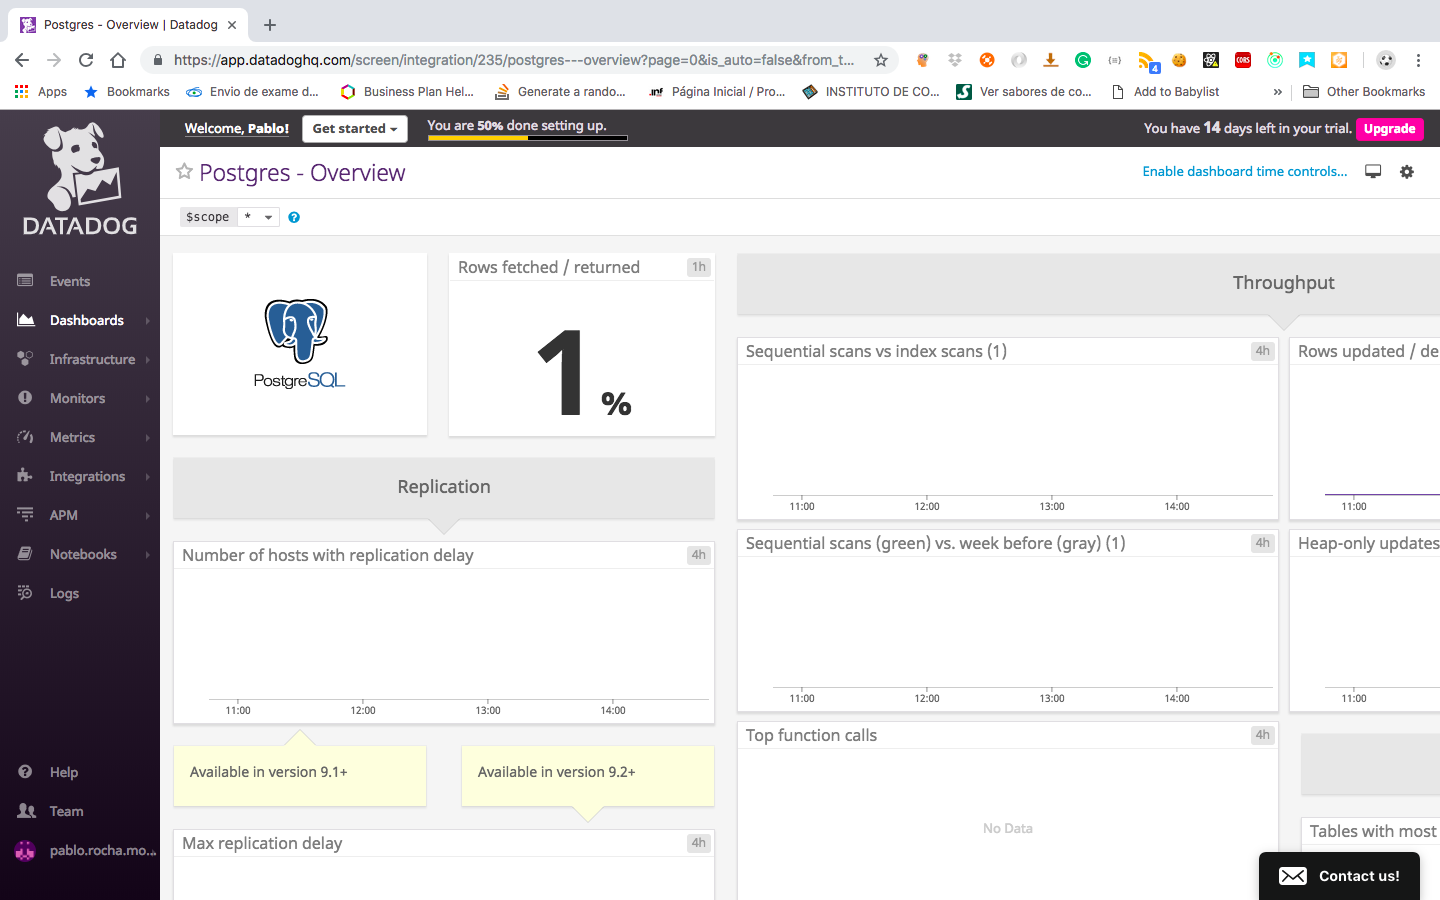 Postgres - Overview | Datadog
https://app.datadoghq.com/screen/integration/235/postgres---overview?page=0&is_auto=false&from_t...
4
CORS
Apps
Bookmarks
Envio de exame d...
Business Plan Hel...
Generate a rando...
.inf
Página Inicial / Pro...
INSTITUTO DE CO...
S
Ver sabores de co...
Add to Babylist
»
Other Bookmarks
DATADOG
Welcome, Pablo!
Get started
You are 50% done setting up.
You have 14 days left in your trial.
Upgrade
Postgres - Overview
Enable dashboard time controls...
$scope
*
?
Events
Dashboards
Infrastructure
Monitors
Metrics
Integrations
APM
Notebooks
Logs
Help
Team
pablo.rocha.mo...
PostgreSQL
Rows fetched / returned
1h
1 %
Replication
Number of hosts with replication delay
4h
11:00 12:00 13:00 14:00
Available in version 9.1+
Available in version 9.2+
Max replication delay
4h
Throughput
Sequential scans vs index scans (1)
4h
11:00 12:00 13:00 14:00
Rows updated / de
11:00
Sequential scans (green) vs. week before (gray) (1)
4h
11:00 12:00 13:00 14:00
Heap-only updates
11:00
Top function calls
4h
No Data
Tables with most
Contact us!